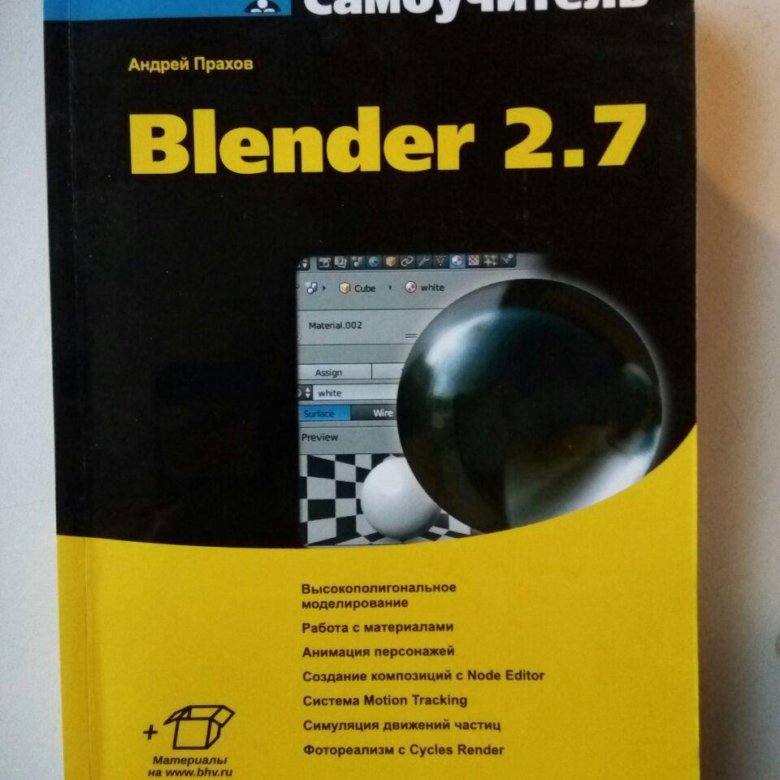 Самоучитель
Андрей Прахов
Blender 2.7
Cube white
Material.002
Assign
white
Surface Wire
Preview
Высокополигональное
моделирование
Работа с материалами
Анимация персонажей
Создание композиций с Node Editor
Система Motion Tracking
Симуляция движений частиц
Фотореализм с Cycles Render
+
Материалы
на www.bhv.ru